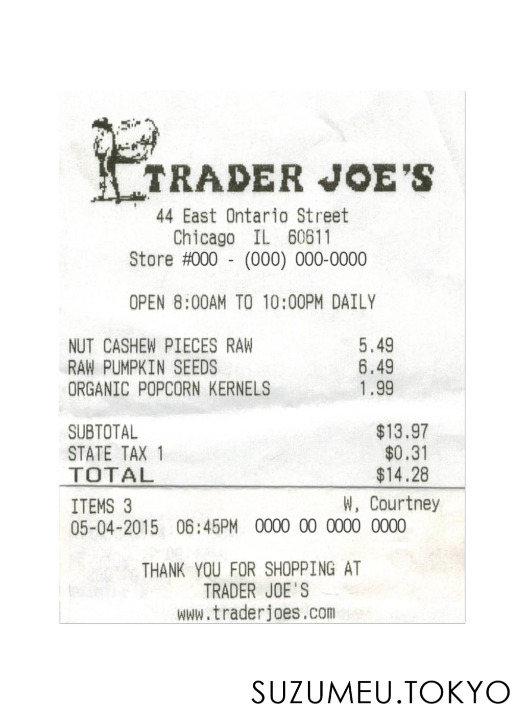 TRADER JOE'S
44 East Ontario Street
Chicago IL 60611
Store #000 - (000) 000-0000
OPEN 8:00AM TO 10:00PM DAILY
NUT CASHEW PIECES RAW 5.49
RAW PUMPKIN SEEDS 6.49
ORGANIC POPCORN KERNELS 1.99
SUBTOTAL $13.97
STATE TAX 1 $0.31
TOTAL $14.28
ITEMS 3 W, Courtney
05-04-2015 06:45PM 0000 00 0000 0000
THANK YOU FOR SHOPPING AT
TRADER JOE'S
www.traderjoes.com
SUZUMEU.TOKYO